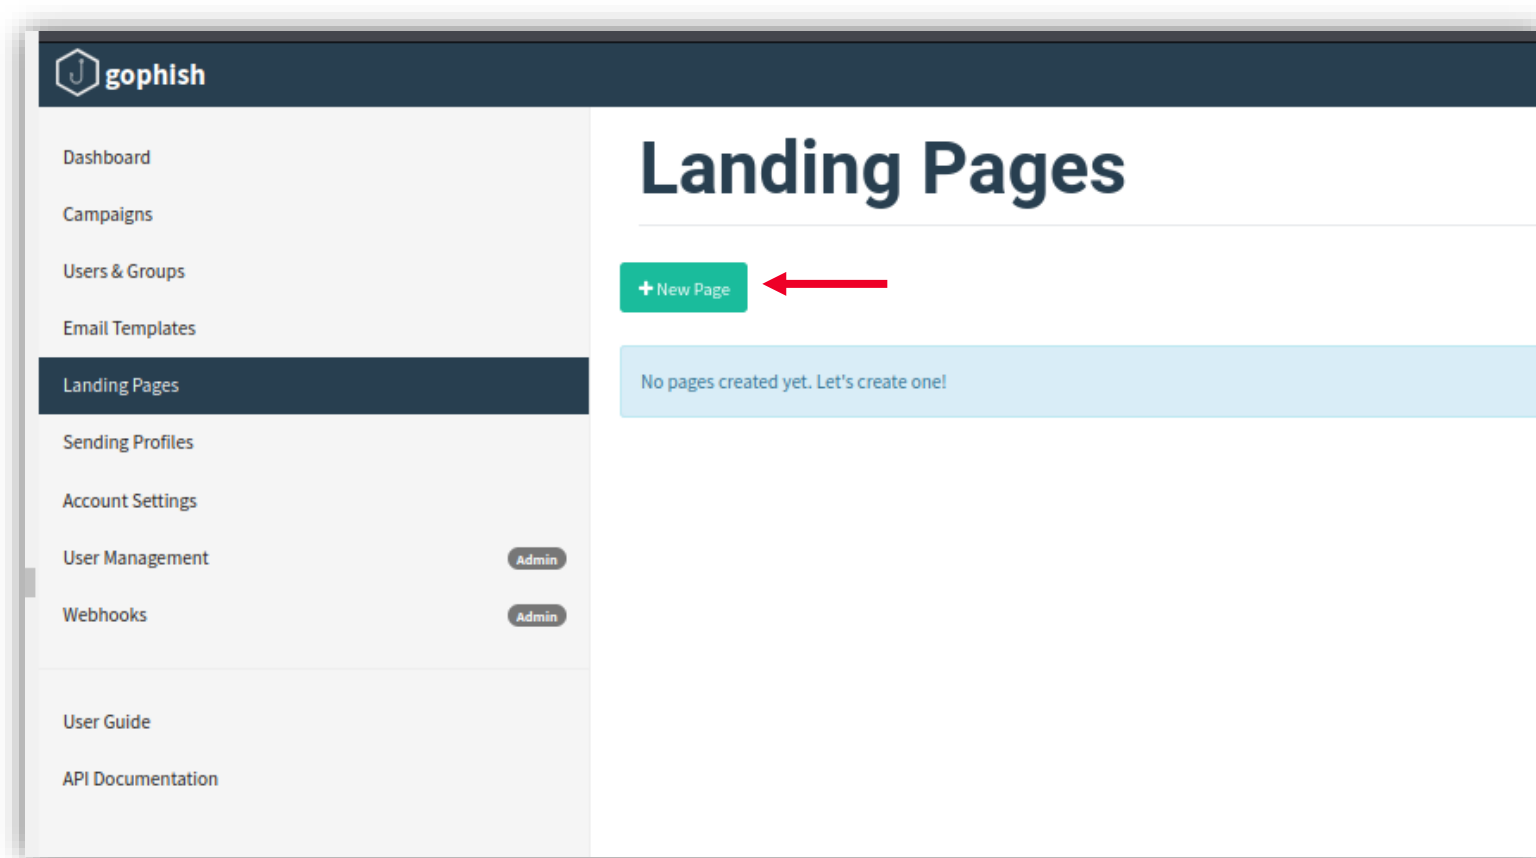 gophish
Dashboard
Campaigns
Users & Groups
Email Templates
Landing Pages
Sending Profiles
Account Settings
User Management Admin
Webhooks Admin
User Guide
API Documentation
Landing Pages
New Page
No pages created yet. Let's create one!